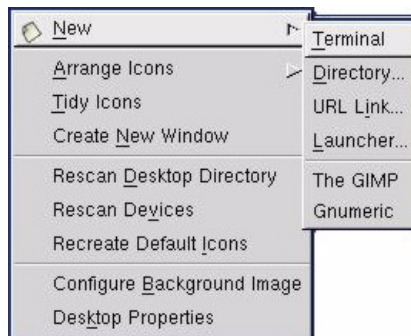 New
Arrange Icons
Tidy Icons
Create New Window
Rescan Desktop Directory
Rescan Devices
Recreate Default Icons
Configure Background Image
Desktop Properties
Terminal
Directory...
URL Link...
Launcher...
The GIMP
Gnumeric